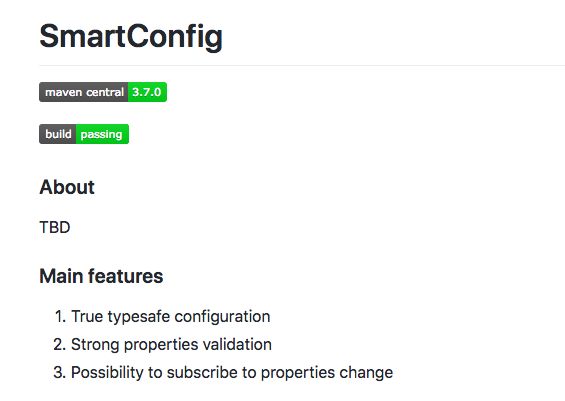 SmartConfig
maven central 3.7.0
build passing
About
TBD
Main features
1. True typesafe configuration
2. Strong properties validation
3. Possibility to subscribe to properties change